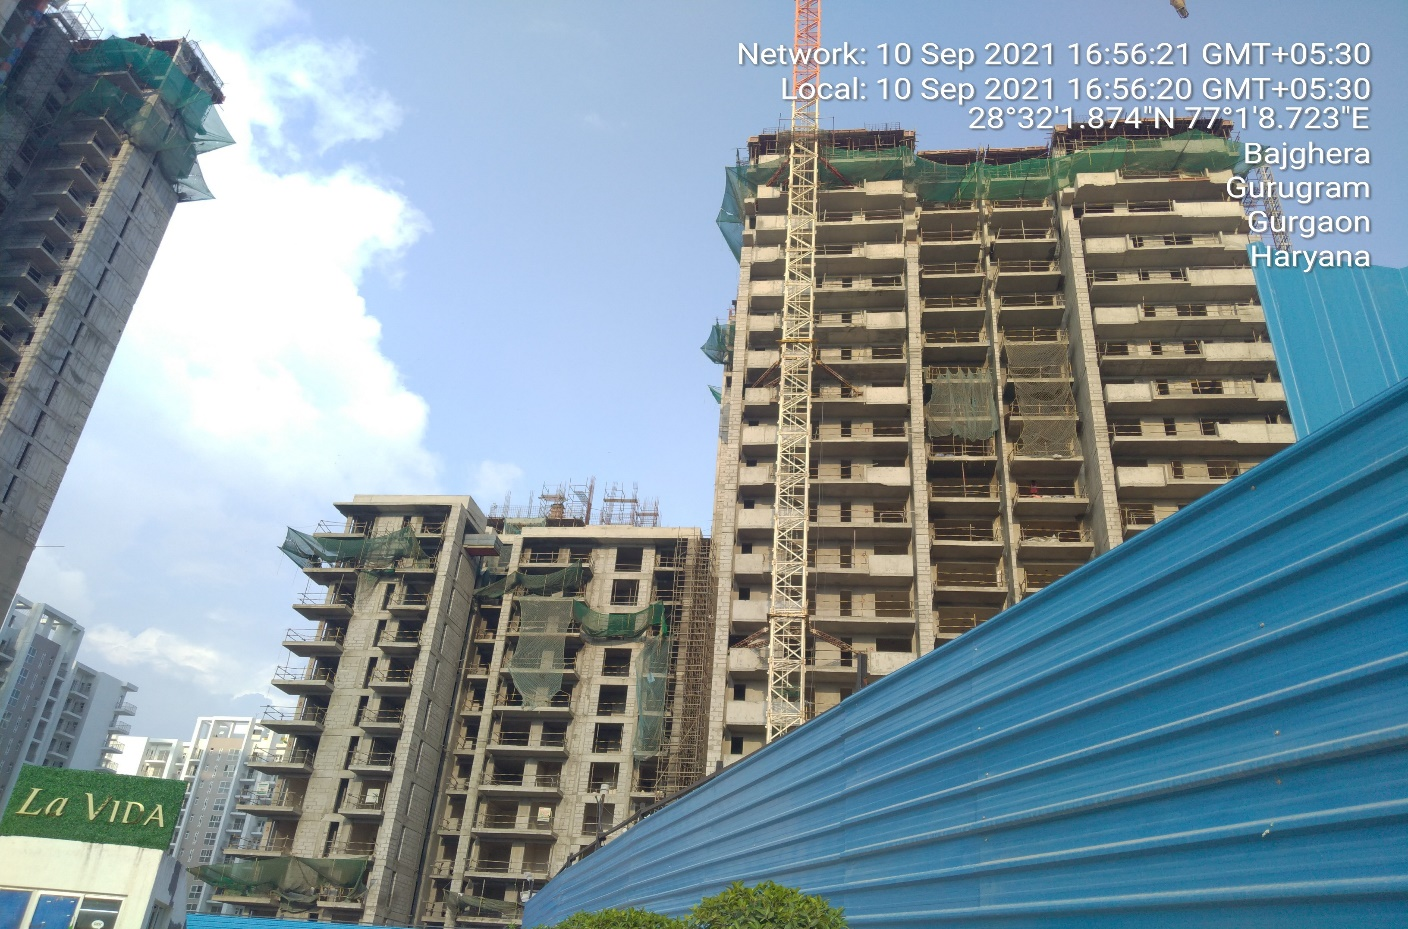 Network: 10 Sep 2021 16:56:21 GMT+05:30
Local: 10 Sep 2021 16:56:20 GMT+05:30
28°32'1.874"N 77°1'8.723"E
Bajghera
Gurugram
Gurgaon
Haryana
La VIDA